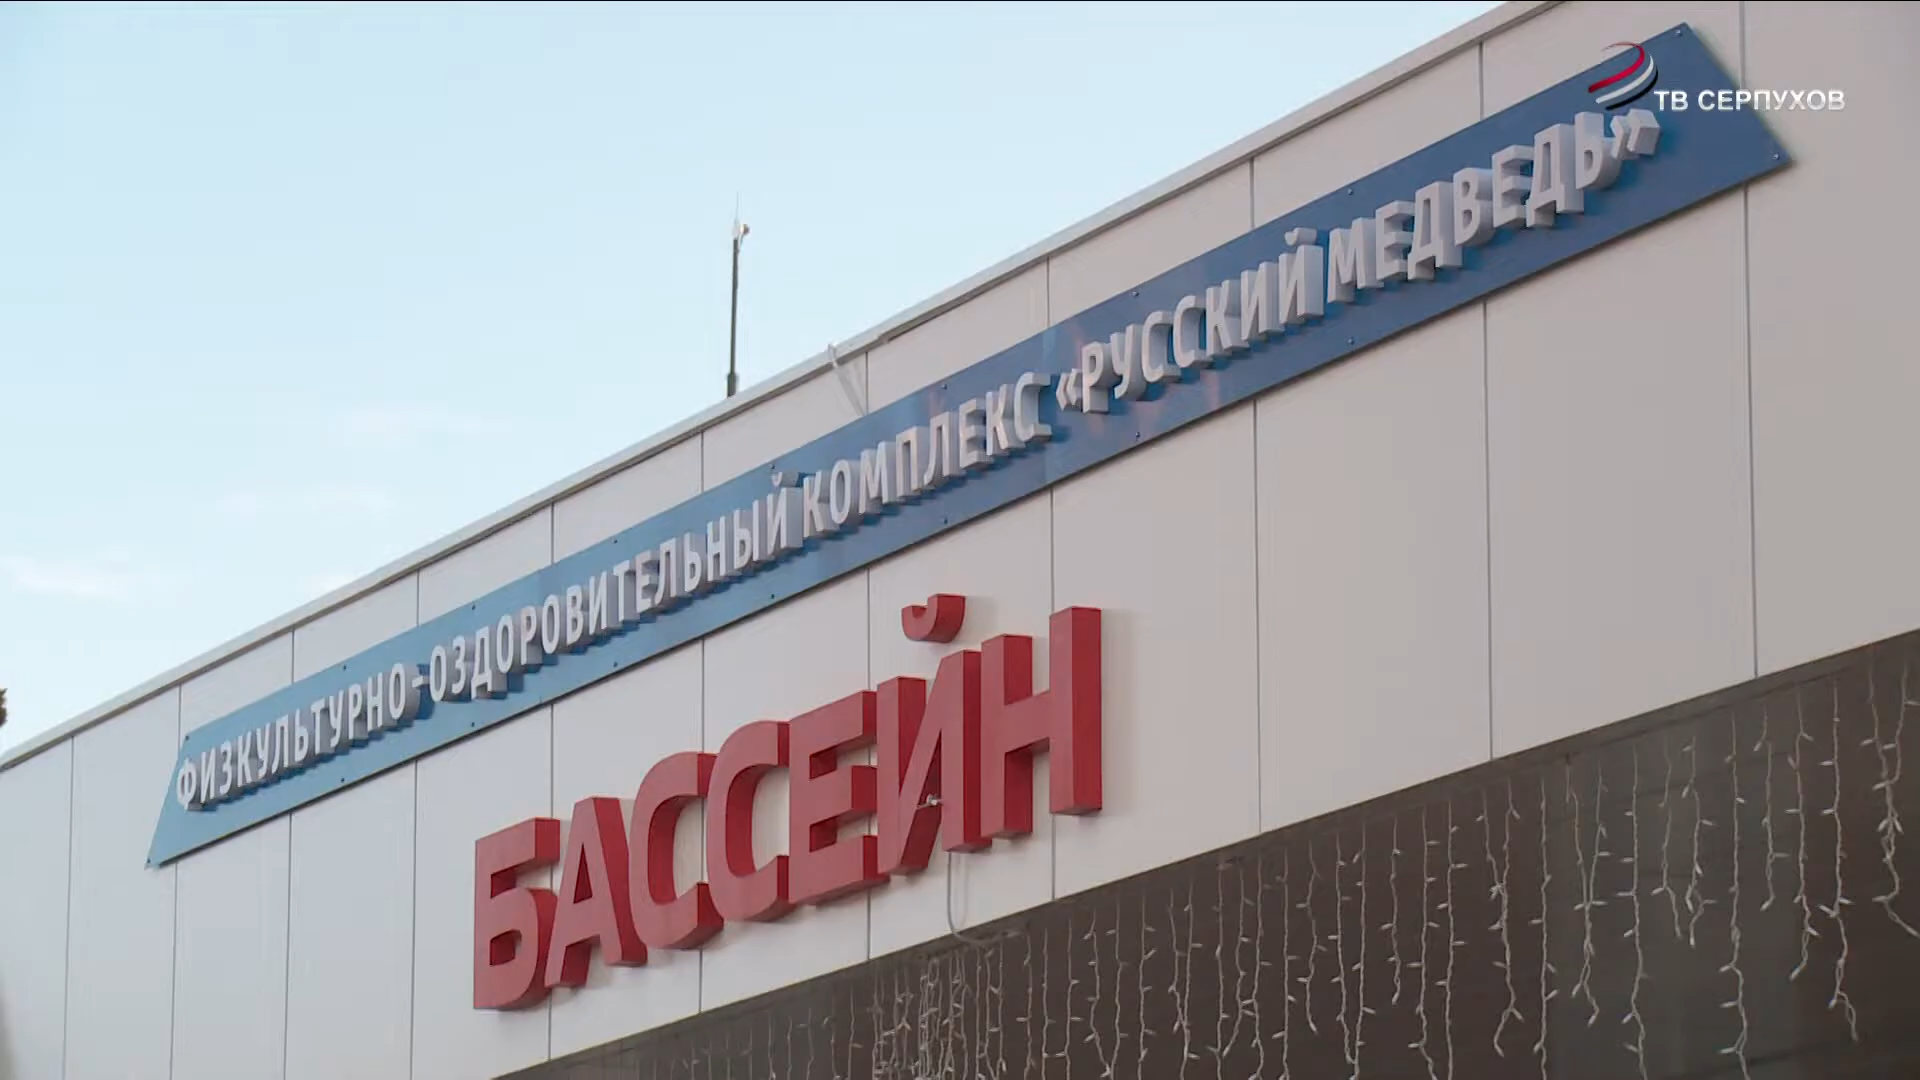 ТВ СЕРПУХОВ
ФИЗКУЛЬТУРНО-ОЗДОРОВИТЕЛЬНЫЙ КОМПЛЕКС «РУССКИЙ МЕДВЕДЬ»
БАССЕЙН